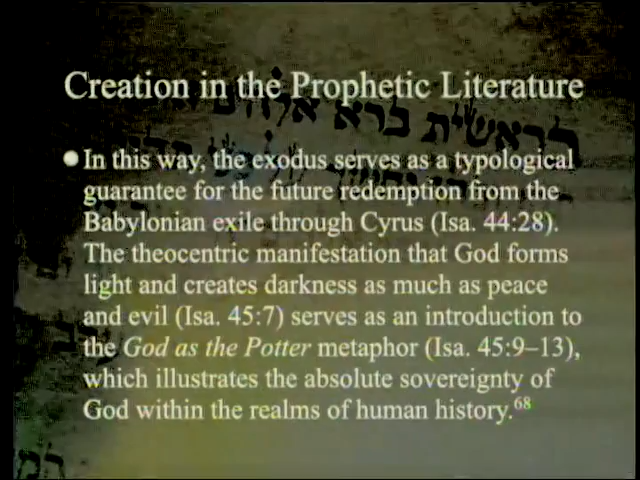 Creation in the Prophetic Literature
בראשית ברא אלהים
In this way, the exodus serves as a typological
guarantee for the future redemption from the
Babylonian exile through Cyrus (Isa. 44:28).
The theocentric manifestation that God forms
light and creates darkness as much as peace
and evil (Isa. 45:7) serves as an introduction to
the God as the Potter metaphor (Isa. 45:9–13),
which illustrates the absolute sovereignty of
God within the realms of human history.68